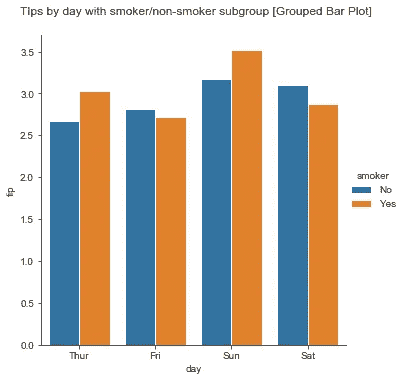 TIps by day with smoker/non-smoker subgroup [Grouped Bar Plot]
3.5
3.0
2.5
2.0
1.5
1.0
0.5
0.0
tip
Thur Fri Sun Sat
day
smoker
No
Yes